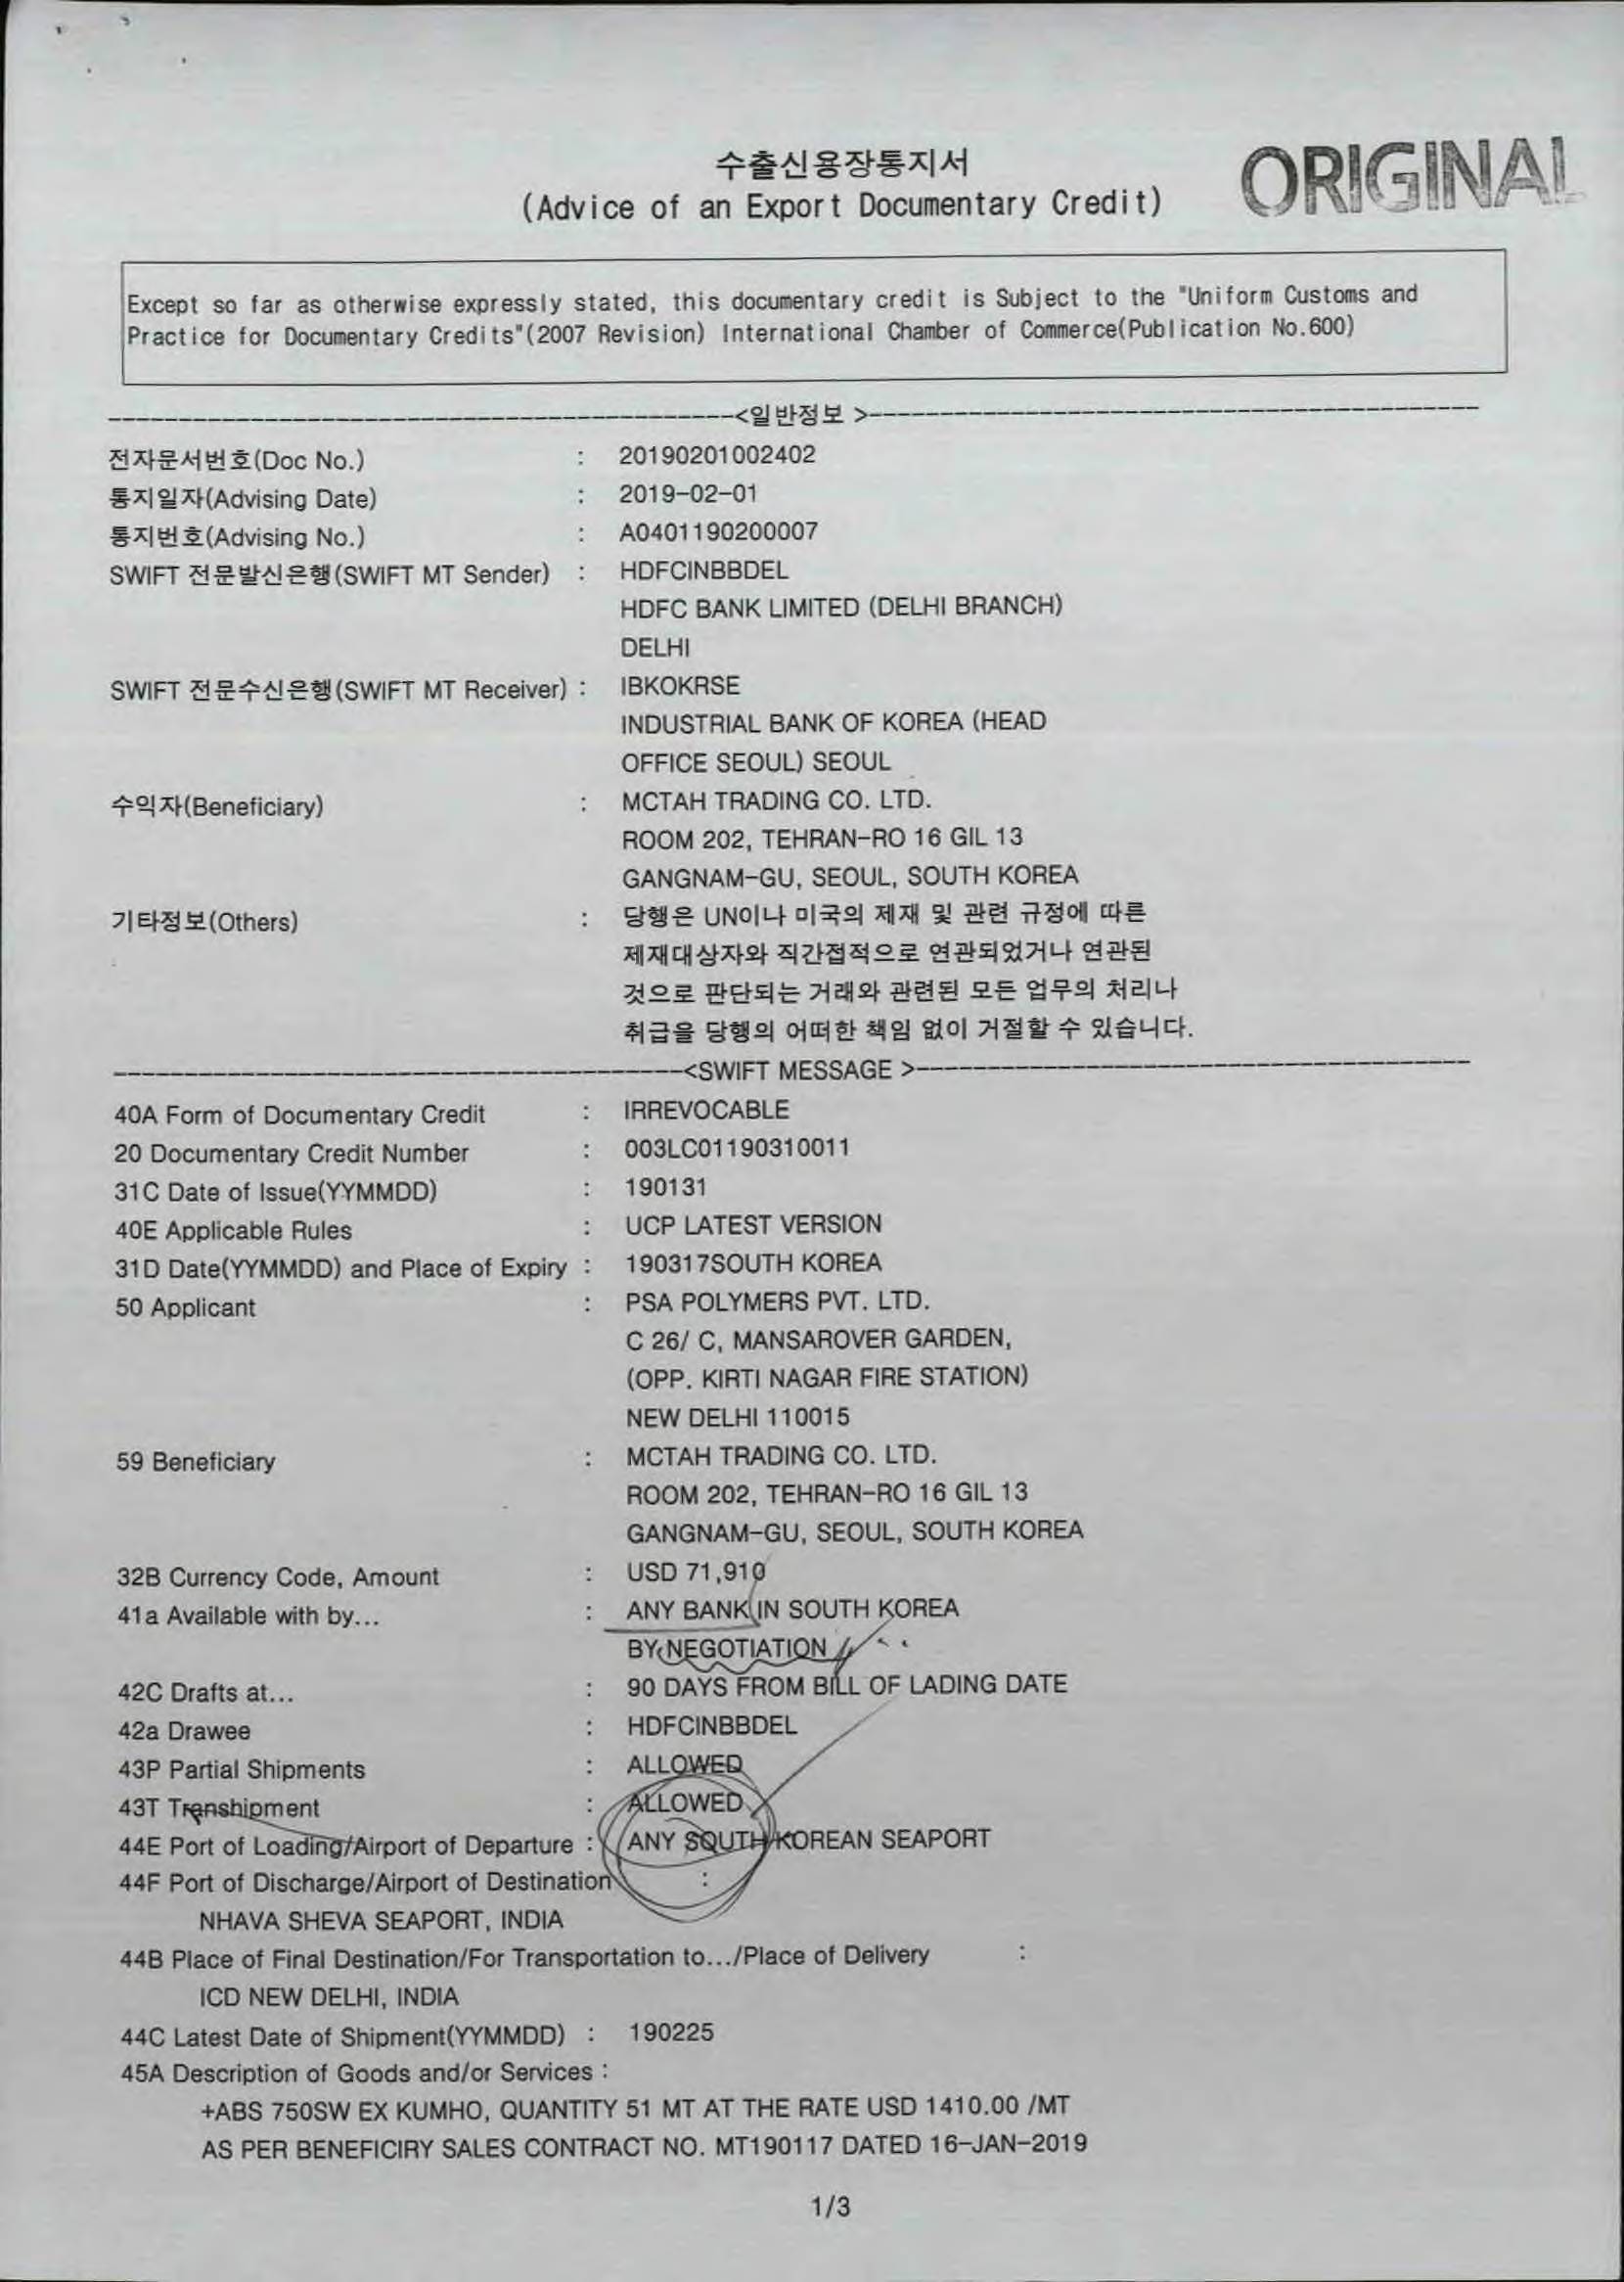 수출신용장통지서
(Advice of an Export Documentary Credit)
ORIGINAL
Except so far as otherwise expressly stated, this documentary credit is Subject to the "Uniform Customs and
Practice for Documentary Credits"(2007 Revision) International Chamber of Commerce(Publication No.600)
<일반정보 >
전자문서번호(Doc No.) : 20190201002402
통지일자(Advising Date) : 2019-02-01
통지번호(Advising No.) : A0401190200007
SWIFT 전문발신은행(SWIFT MT Sender) : HDFCINBBDEL
HDFC BANK LIMITED (DELHI BRANCH)
DELHI
SWIFT 전문수신은행(SWIFT MT Receiver) : IBKOKRSE
INDUSTRIAL BANK OF KOREA (HEAD
OFFICE SEOUL) SEOUL
수익자(Beneficiary) : MCTAH TRADING CO. LTD.
ROOM 202, TEHRAN-RO 16 GIL 13
GANGNAM-GU, SEOUL, SOUTH KOREA
기타정보(Others) : 당행은 UN이나 미국의 제재 및 관련 규정에 따른
제재대상자와 직간접적으로 연관되었거나 연관된
것으로 판단되는 거래와 관련된 모든 업무의 처리나
취급을 당행의 어떠한 책임 없이 거절할 수 있습니다.
<SWIFT MESSAGE >
40A Form of Documentary Credit : IRREVOCABLE
20 Documentary Credit Number : 003LC01190310011
31C Date of Issue(YYMMDD) : 190131
40E Applicable Rules : UCP LATEST VERSION
31D Date(YYMMDD) and Place of Expiry : 190317SOUTH KOREA
50 Applicant : PSA POLYMERS PVT. LTD.
C 26/ C, MANSAROVER GARDEN,
(OPP. KIRTI NAGAR FIRE STATION)
NEW DELHI 110015
59 Beneficiary : MCTAH TRADING CO. LTD.
ROOM 202, TEHRAN-RO 16 GIL 13
GANGNAM-GU, SEOUL, SOUTH KOREA
32B Currency Code, Amount : USD 71,910
41a Available with by... : ANY BANK IN SOUTH KOREA
BY NEGOTIATION
42C Drafts at... : 90 DAYS FROM BILL OF LADING DATE
42a Drawee : HDFCINBBDEL
43P Partial Shipments : ALLOWED
43T Transhipment : ALLOWED
44E Port of Loading/Airport of Departure : ANY SOUTH KOREAN SEAPORT
44F Port of Discharge/Airport of Destination :
NHAVA SHEVA SEAPORT, INDIA
44B Place of Final Destination/For Transportation to.../Place of Delivery :
ICD NEW DELHI, INDIA
44C Latest Date of Shipment(YYMMDD) : 190225
45A Description of Goods and/or Services :
+ABS 750SW EX KUMHO, QUANTITY 51 MT AT THE RATE USD 1410.00 /MT
AS PER BENEFICIRY SALES CONTRACT NO. MT190117 DATED 16-JAN-2019
1/3